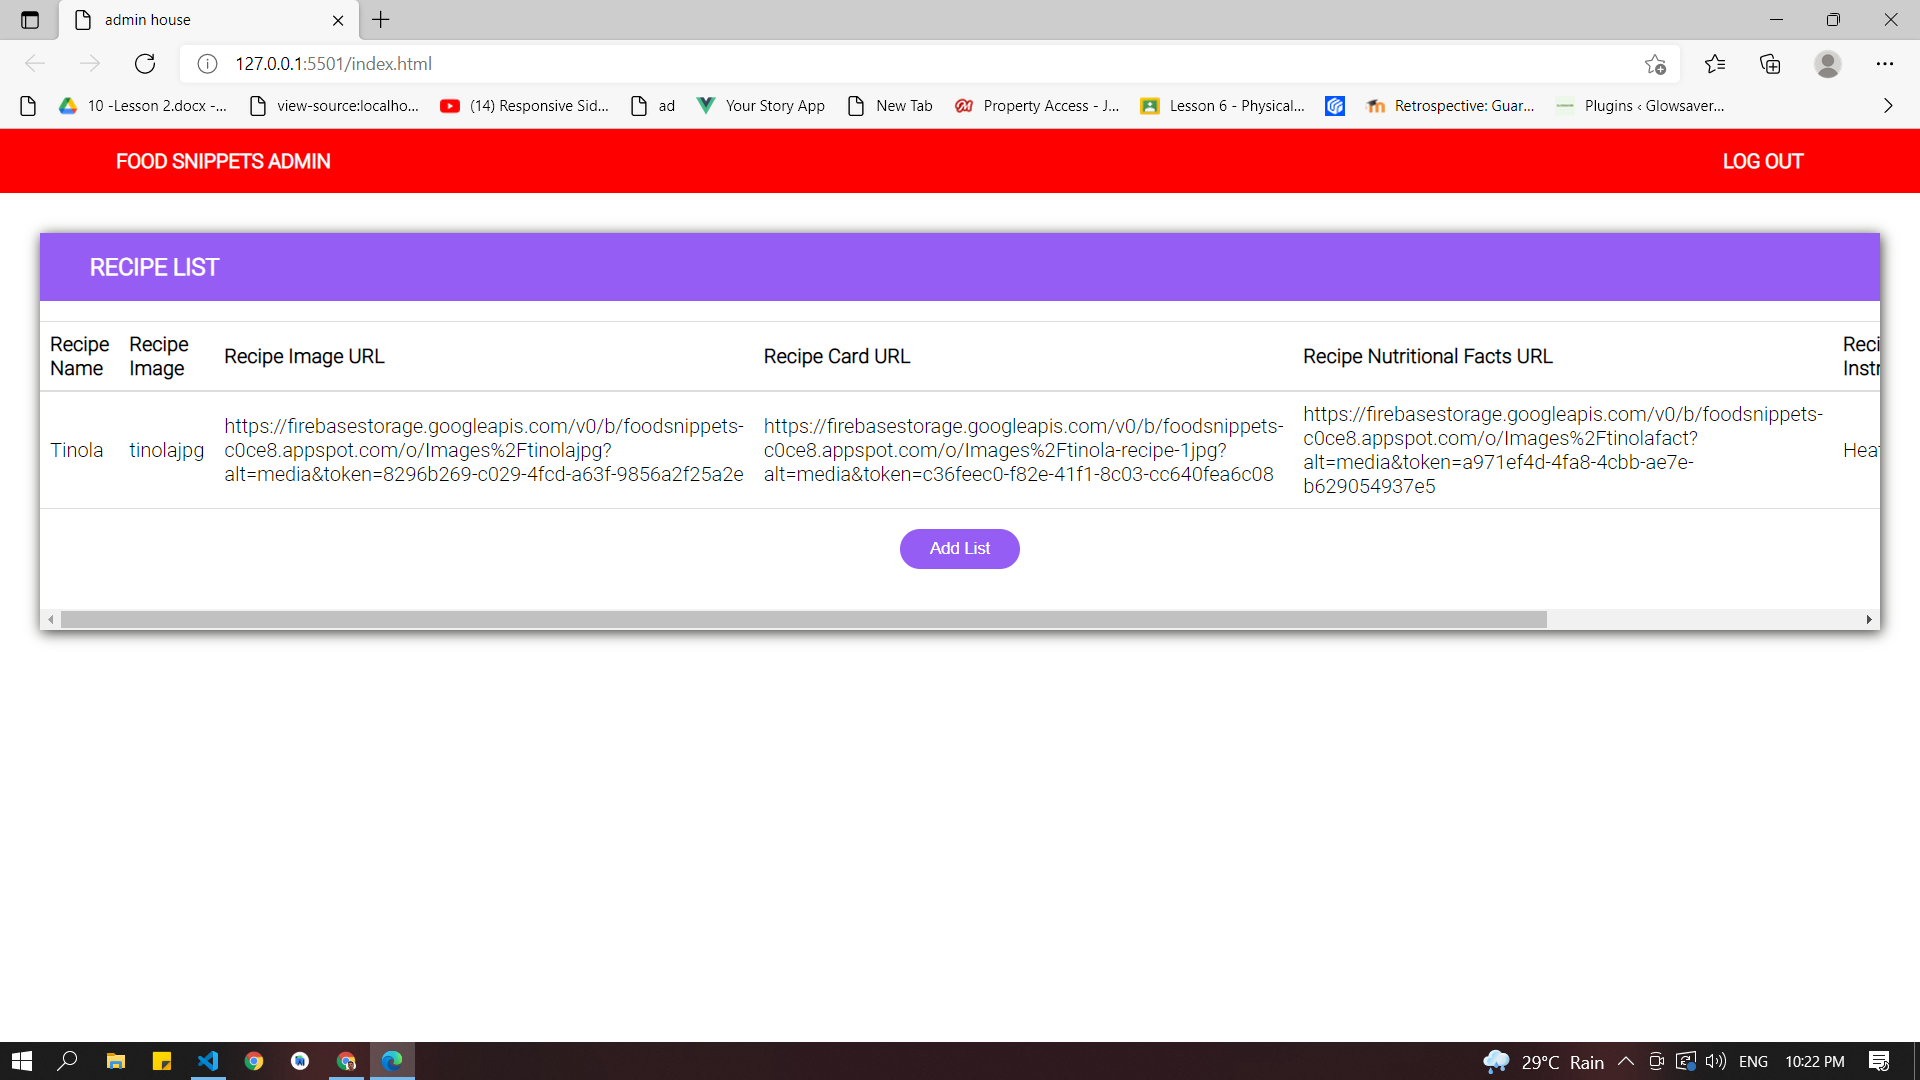 admin house
127.0.0.1:5501/index.html
10 -Lesson 2.docx -...
view-source:localho...
(14) Responsive Sid...
ad
Your Story App
New Tab
Property Access - J...
Lesson 6 - Physical...
Retrospective: Guar...
Plugins ‹ Glowsaver...
FOOD SNIPPETS ADMIN
LOG OUT
RECIPE LIST
Recipe
Name
Recipe
Image
Recipe Image URL
Recipe Card URL
Recipe Nutritional Facts URL
Reci
Instr
Tinola
tinolajpg
https://firebasestorage.googleapis.com/v0/b/foodsnippets-
c0ce8.appspot.com/o/Images%2Ftinolajpg?
alt=media&token=8296b269-c029-4fcd-a63f-9856a2f25a2e
https://firebasestorage.googleapis.com/v0/b/foodsnippets-
c0ce8.appspot.com/o/Images%2Ftinola-recipe-1jpg?
alt=media&token=c36feec0-f82e-41f1-8c03-cc640fea6c08
https://firebasestorage.googleapis.com/v0/b/foodsnippets-
c0ce8.appspot.com/o/Images%2Ftinolafact?
alt=media&token=a971ef4d-4fa8-4cbb-ae7e-
b629054937e5
Heat
Add List
29°C Rain
ENG
10:22 PM